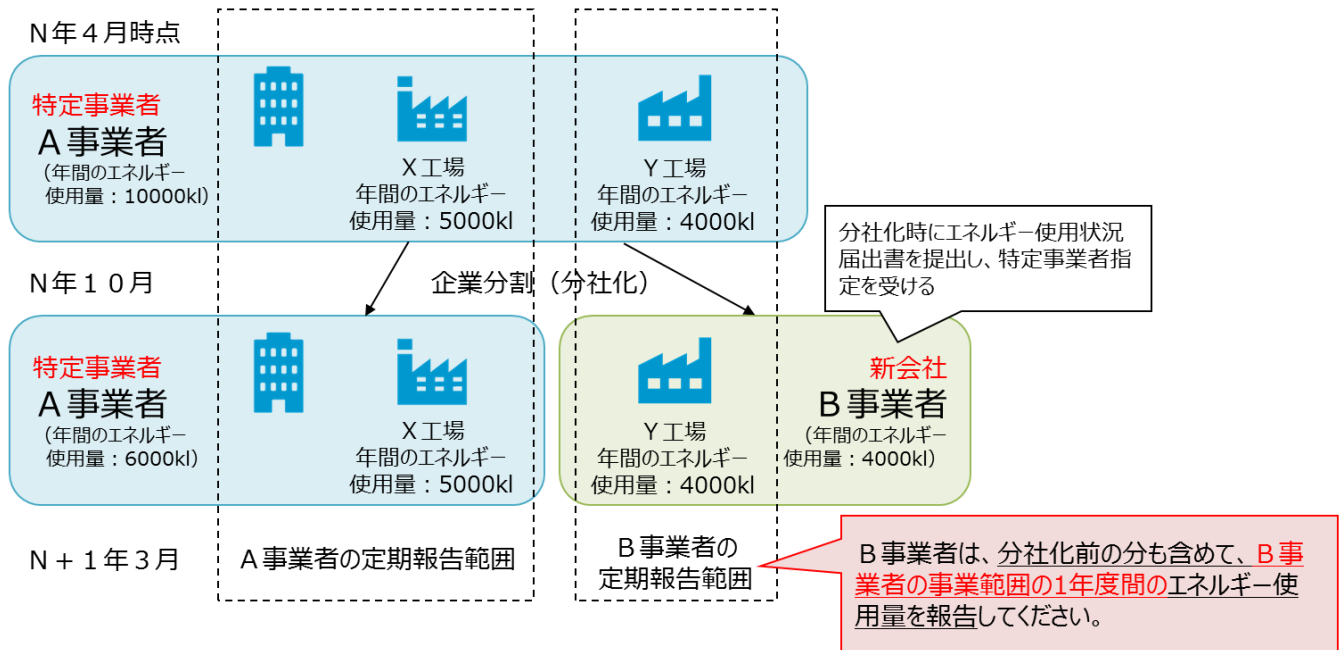 N年4月時点
特定事業者
A事業者
(年間のエネルギー
使用量:10000kl)
X工場
年間のエネルギー
使用量:5000kl
Y工場
年間のエネルギー
使用量:4000kl
分社化時にエネルギー使用状況
届出書を提出し、特定事業者指
定を受ける
N年10月
企業分割(分社化)
特定事業者
A事業者
(年間のエネルギー
使用量:6000kl)
X工場
年間のエネルギー
使用量:5000kl
Y工場
年間のエネルギー
使用量:4000kl
新会社
B事業者
(年間のエネルギー
使用量:4000kl)
N+1年3月
A事業者の定期報告範囲
B事業者の
定期報告範囲
B事業者は、分社化前の分も含めて、B事
業者の事業範囲の1年度間のエネルギー使
用量を報告してください。